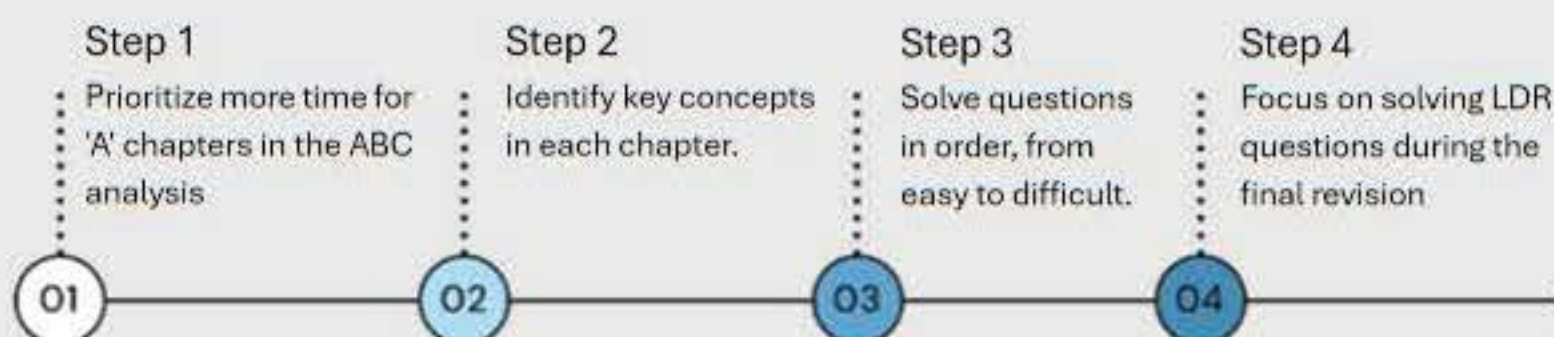 Step 1
Prioritize more time for
'A' chapters in the ABC
analysis
Step 2
Identify key concepts
in each chapter.
Step 3
Solve questions
in order, from
easy to difficult.
Step 4
Focus on solving LDR
questions during the
final revision
01
02
03
04